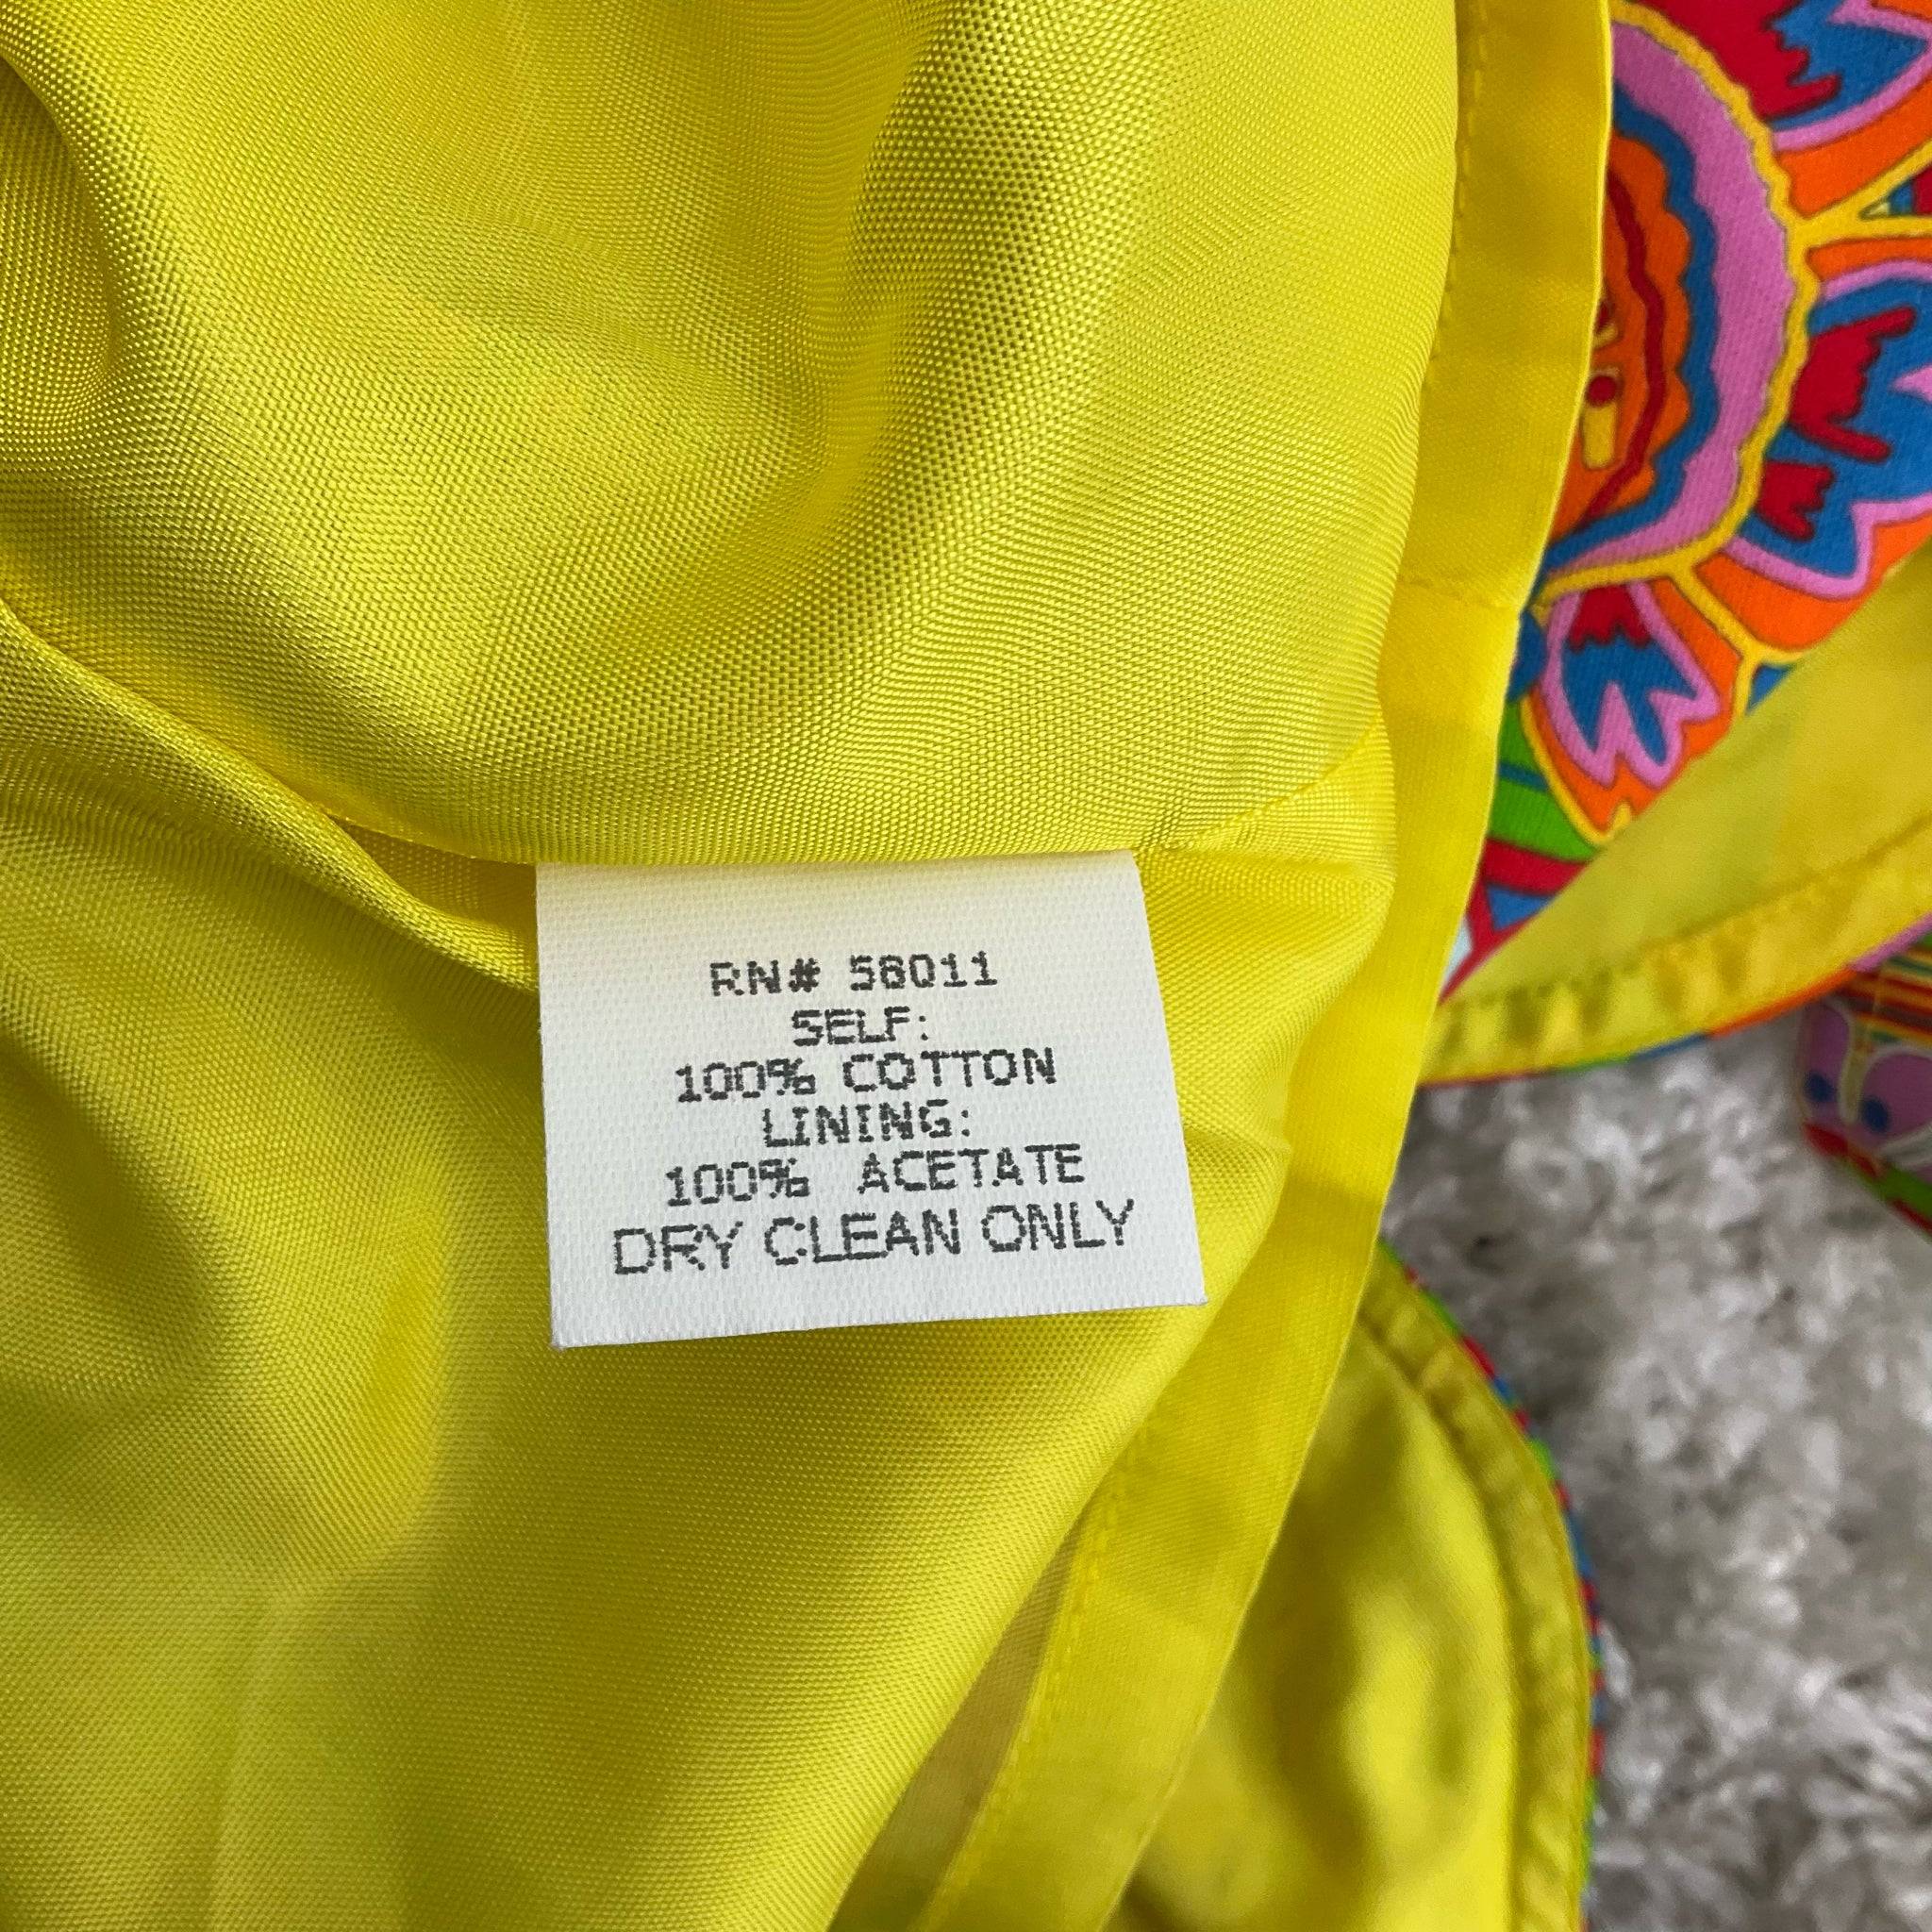 RN# 58011
SELF:
100% COTTON
LINING:
100% ACETATE
DRY CLEAN ONLY